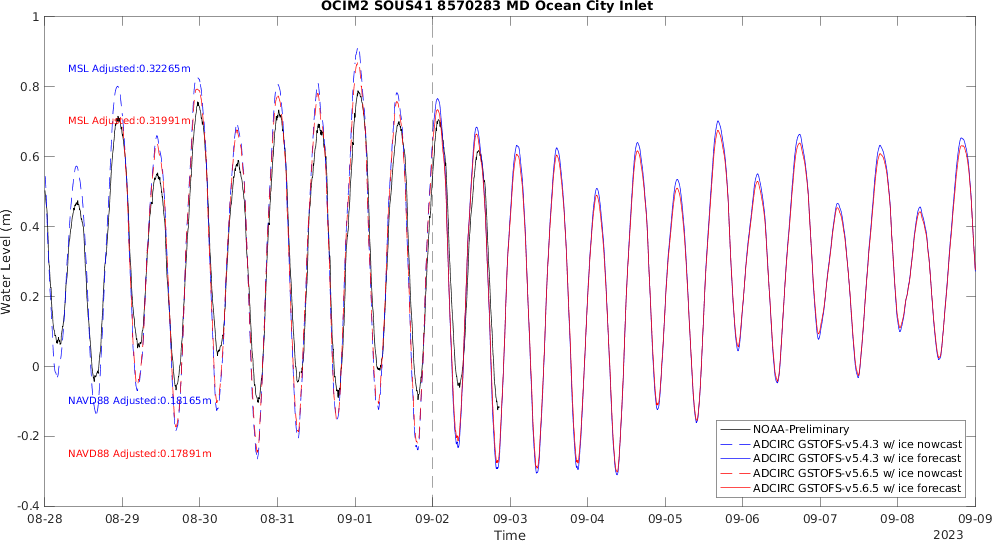 OCIM2 SOUS41 8570283 MD Ocean City Inlet
Water Level (m)
1
0.8
0.6
0.4
0.2
0
-0.2
-0.4
MSL Adjusted:0.32265m
MSL Adjusted:0.31991m
NAVD88 Adjusted:0.18165m
NAVD88 Adjusted:0.17891m
NOAA-Preliminary
ADCIRC GSTOFS-v5.4.3 w/ ice nowcast
ADCIRC GSTOFS-v5.4.3 w/ ice forecast
ADCIRC GSTOFS-v5.6.5 w/ ice nowcast
ADCIRC GSTOFS-v5.6.5 w/ ice forecast
08-28 08-29 08-30 08-31 09-01 09-02 09-03 09-04 09-05 09-06 09-07 09-08 09-09
Time
2023